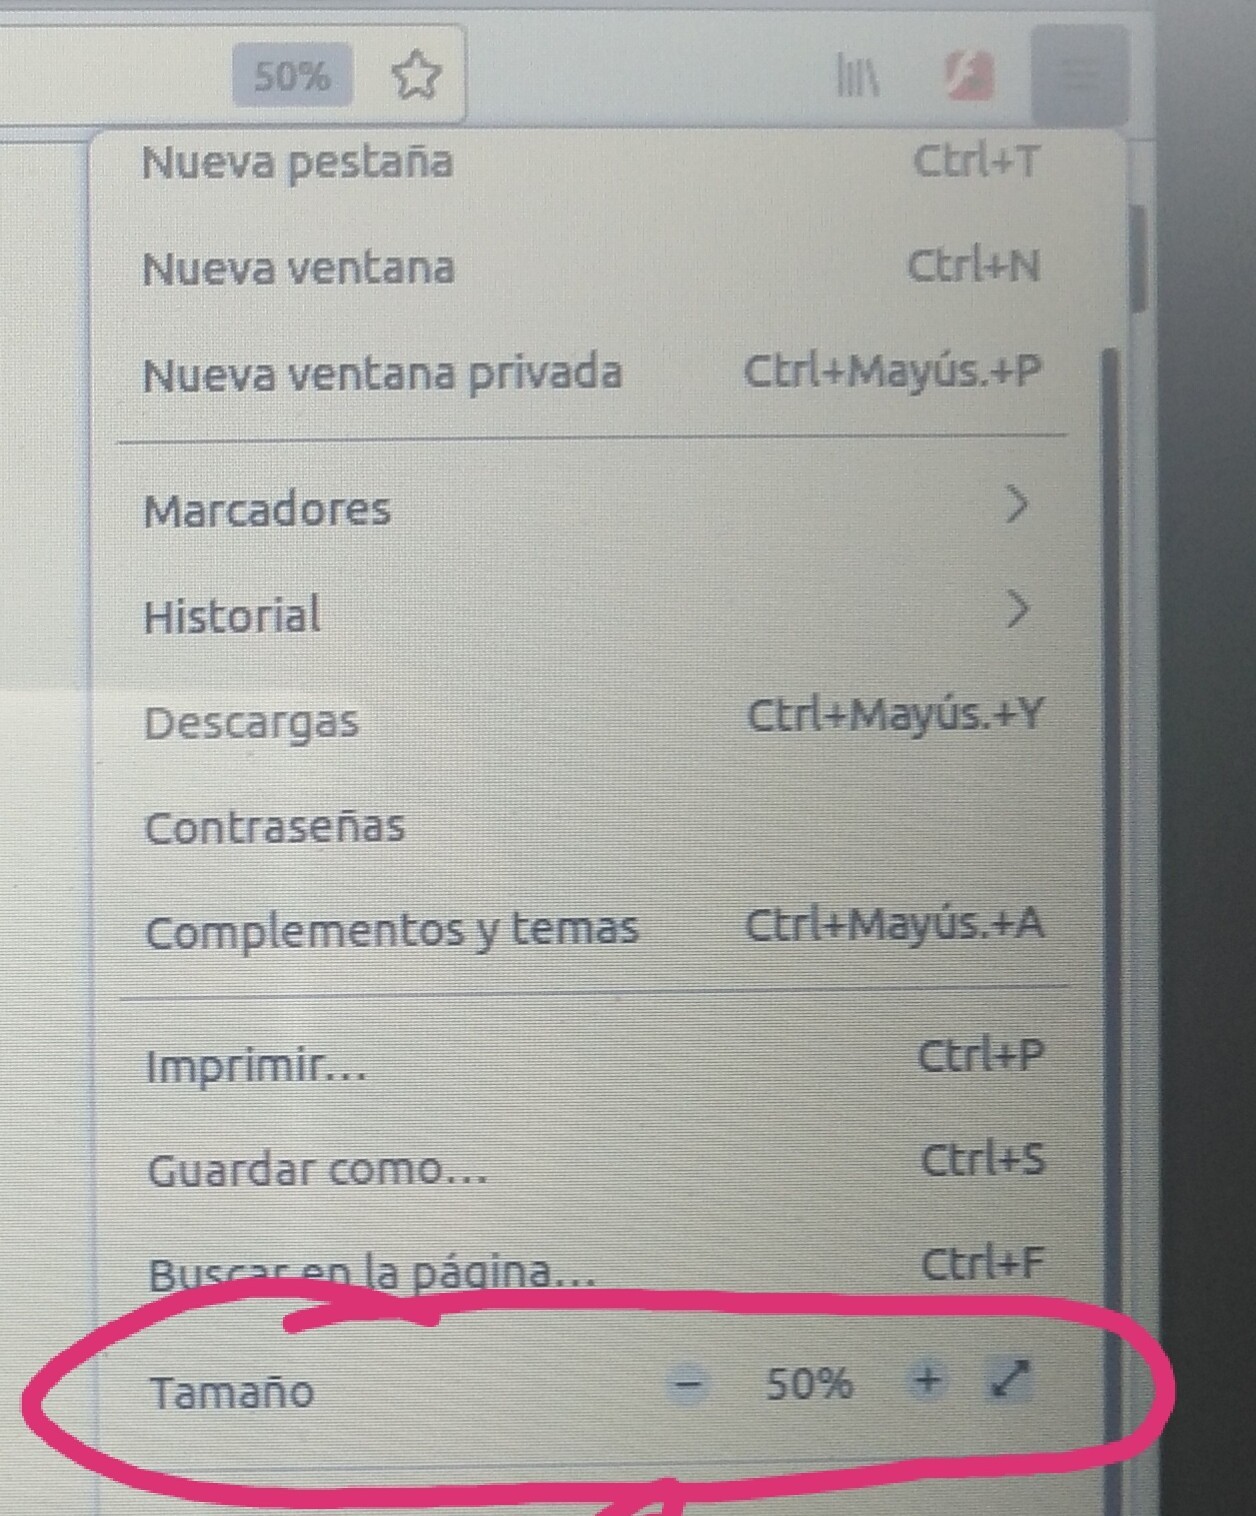 50%
Nueva pestaña Ctrl+T
Nueva ventana Ctrl+N
Nueva ventana privada Ctrl+Mayús.+P
Marcadores
Historial
Descargas Ctrl+Mayús.+Y
Contraseñas
Complementos y temas Ctrl+Mayús.+A
Imprimir... Ctrl+P
Guardar como... Ctrl+S
Buscar en la página... Ctrl+F
Tamaño − 50% +